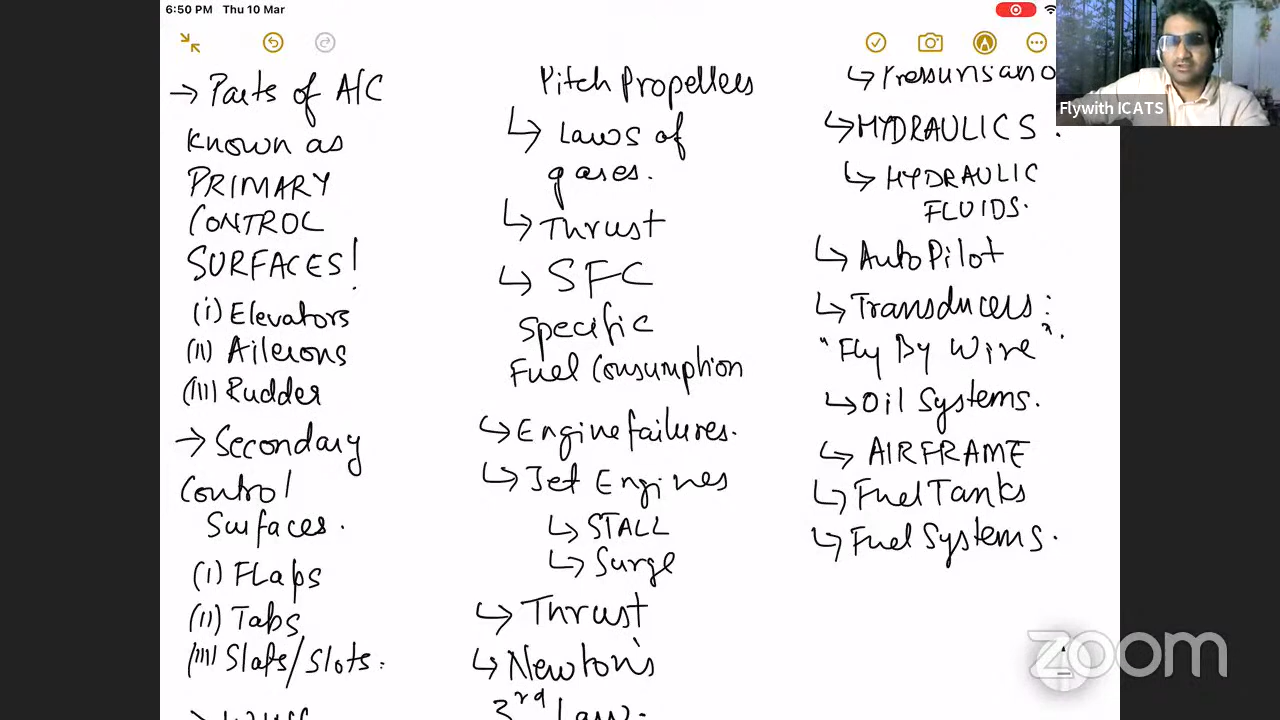 6:50 PM Thu 10 Mar
→ Parts of A/C
known as
PRIMARY
CONTROL
SURFACES!
(i) Elevators
(ii) Ailerons
(iii) Rudder
→ Secondary
Control
Surfaces.
(i) Flaps
(ii) Tabs
(iii) Slats/Slots.
Pitch Propellers
↳ Laws of
gases.
↳ Thrust
↳ SFC
Specific
Fuel Consumption
↳ Engine failures.
↳ Jet Engines
↳ STALL
↳ Surge
↳ Thrust
↳ Newton's
3rd Law.
↳ HYDRAULICS.
↳ HYDRAULIC
FLUIDS.
↳ AutoPilot
↳ Transducers:
"Fly By Wire".
↳ Oil Systems.
↳ AIRFRAME
↳ Fuel Tanks
↳ Fuel Systems.
Flywith ICATS
zoom